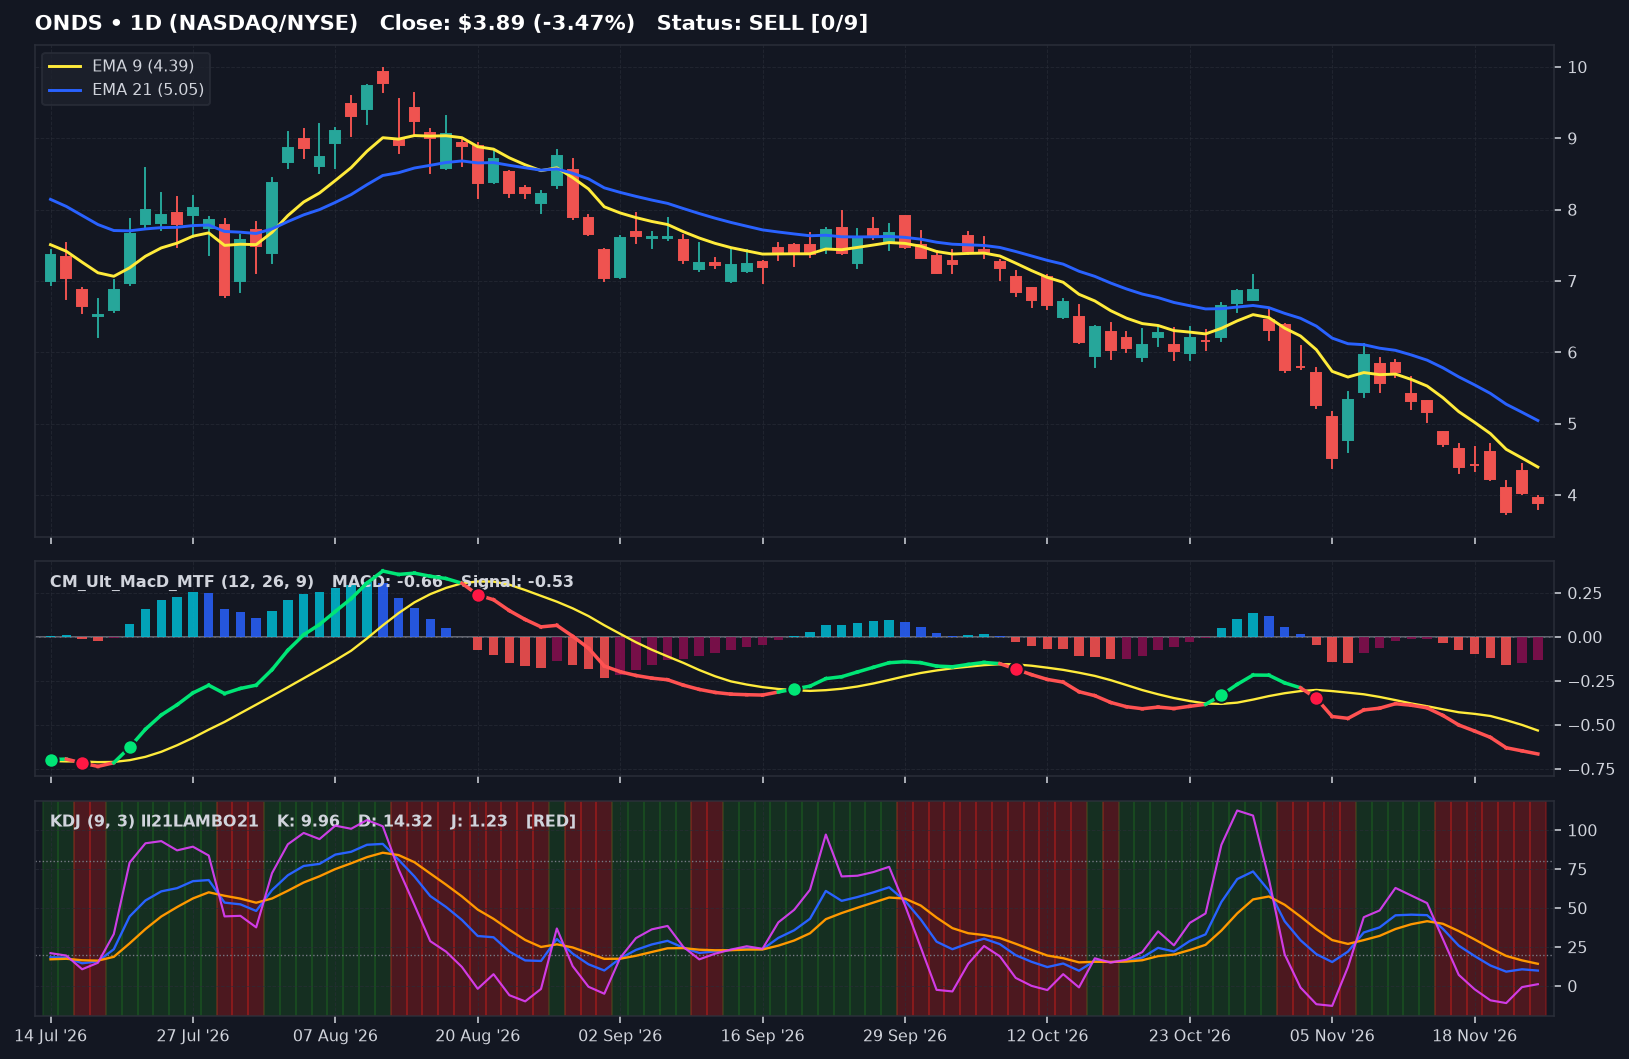 ONDS • 1D (NASDAQ/NYSE)   Close: $3.89 (-3.47%)   Status: SELL [0/9]
EMA 9 (4.39)
EMA 21 (5.05)
10
9
8
7
6
5
4
CM_Ult_MacD_MTF (12, 26, 9)   MACD: -0.66   Signal: -0.53
0.25
0.00
−0.25
−0.50
−0.75
KDJ (9, 3) II21LAMBO21   K: 9.96   D: 14.32   J: 1.23   [RED]
100
75
50
25
0
14 Jul '26   27 Jul '26   07 Aug '26   20 Aug '26   02 Sep '26   16 Sep '26   29 Sep '26   12 Oct '26   23 Oct '26   05 Nov '26   18 Nov '26